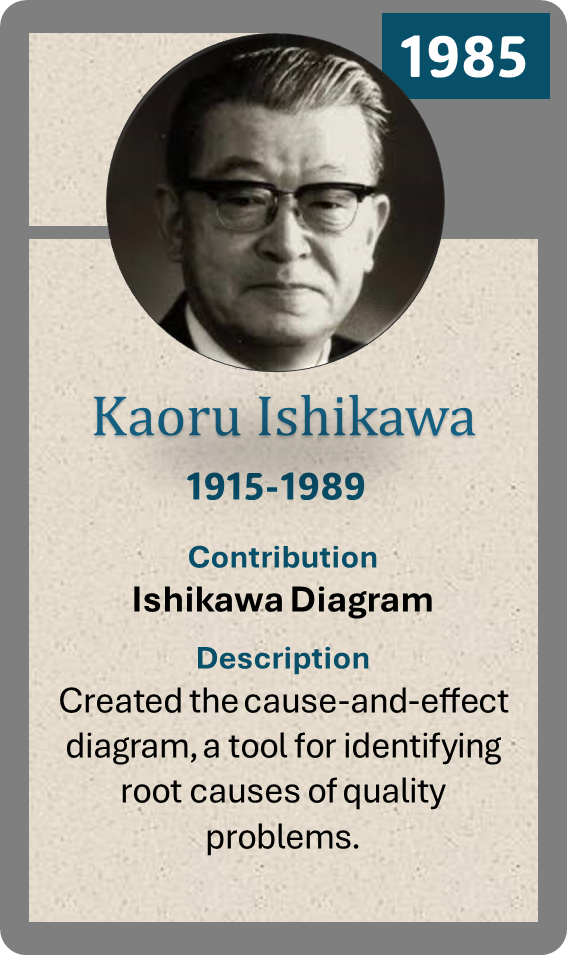 1985
Kaoru Ishikawa
1915-1989
Contribution
Ishikawa Diagram
Description
Created the cause-and-effect
diagram, a tool for identifying
root causes of quality
problems.